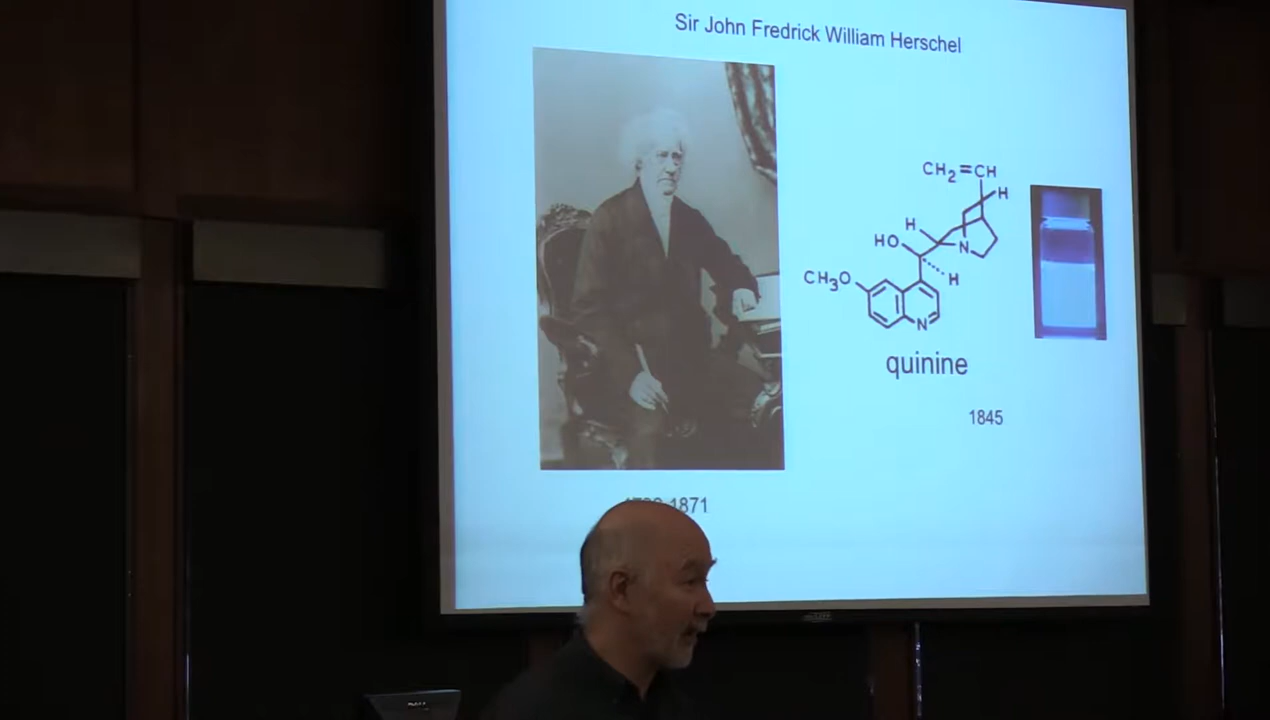 Sir John Fredrick William Herschel
CH2=CH
H
H
HO
N
H
CH3O
N
quinine
1845
1871